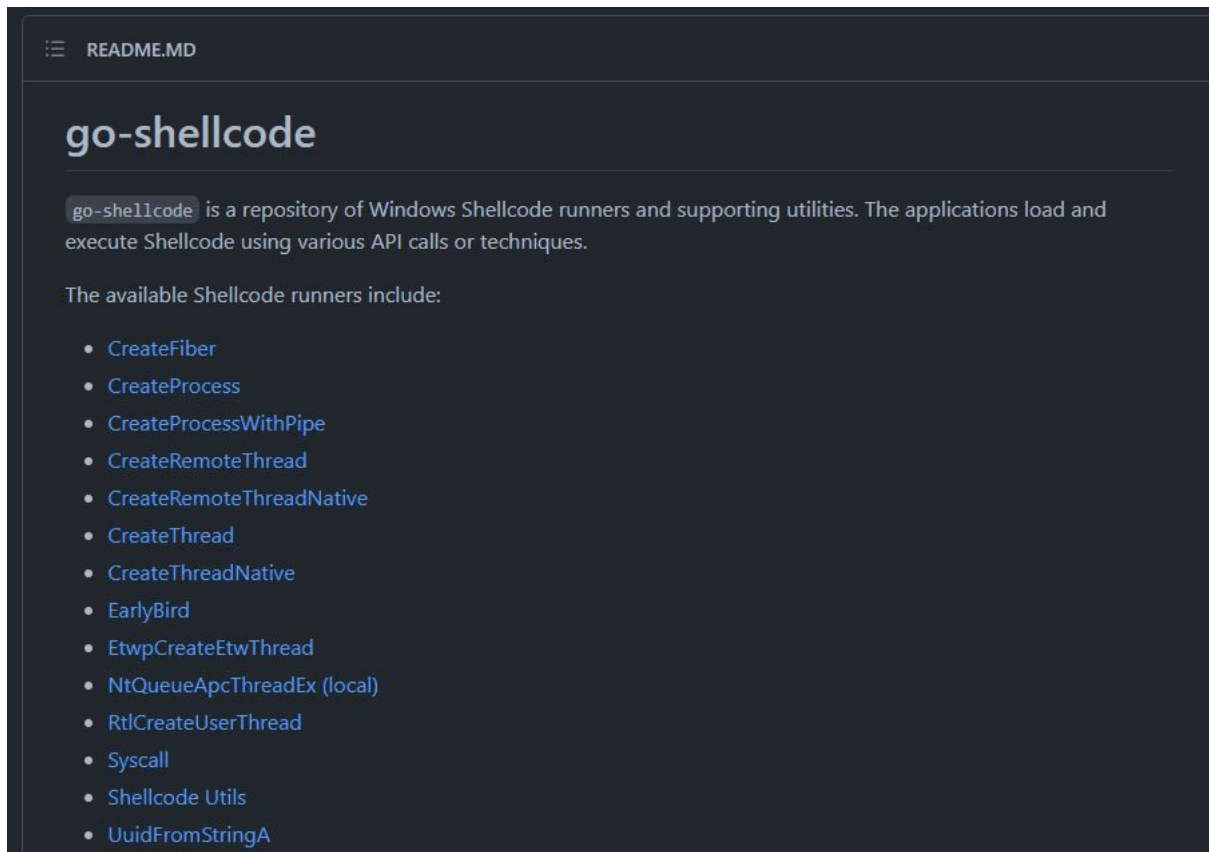 README.MD
go-shellcode
go-shellcode is a repository of Windows Shellcode runners and supporting utilities. The applications load and
execute Shellcode using various API calls or techniques.
The available Shellcode runners include:
CreateFiber
CreateProcess
CreateProcessWithPipe
CreateRemoteThread
CreateRemoteThreadNative
CreateThread
CreateThreadNative
EarlyBird
EtwpCreateEtwThread
NtQueueApcThreadEx (local)
RtlCreateUserThread
Syscall
Shellcode Utils
UuidFromStringA